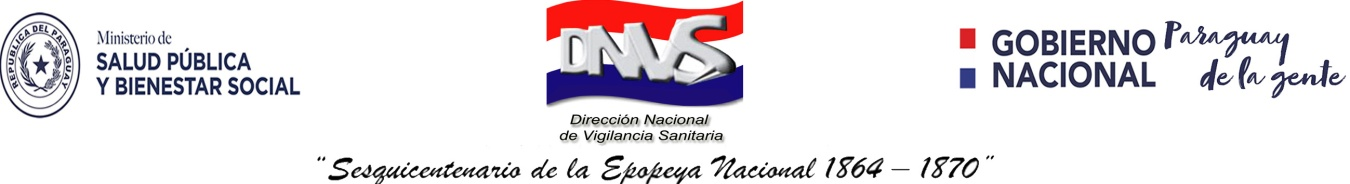 REPUBLICA DEL PARAGUAY
Ministerio de
SALUD PÚBLICA
Y BIENESTAR SOCIAL
DNVS
Dirección Nacional
de Vigilancia Sanitaria
GOBIERNO
NACIONAL
Paraguay
de la gente
"Sesquicentenario de la Epopeya Nacional 1864 – 1870"